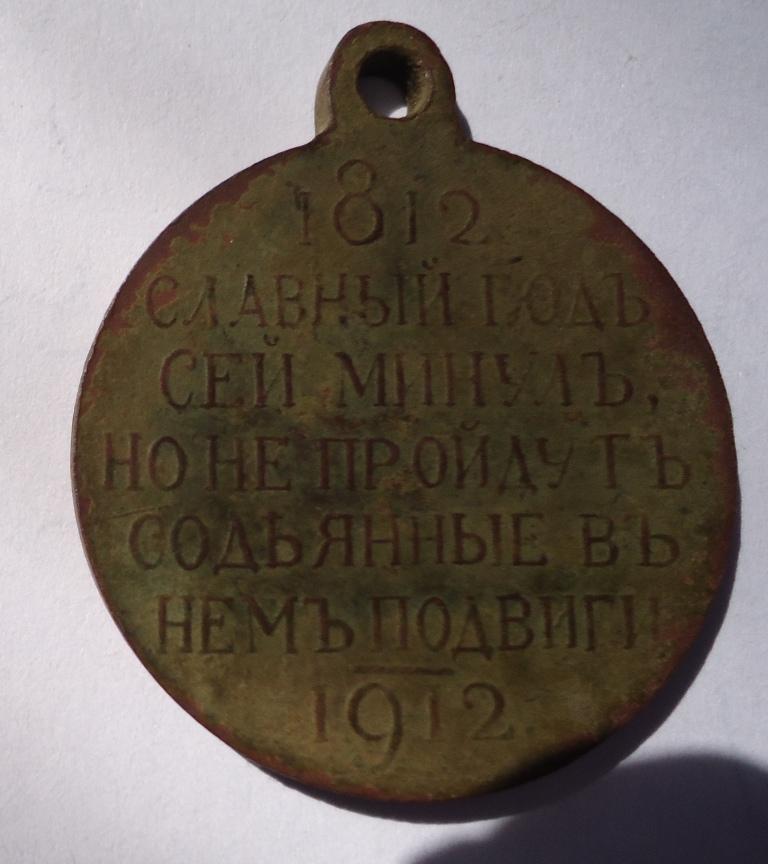 1812
СЛАВНЫЙ ГОДЪ
СЕЙ МИНУЛЪ,
НО НЕ ПРОЙДУТЪ
СОДѢЯННЫЕ ВЪ
НЕМЪ ПОДВИГИ
1912